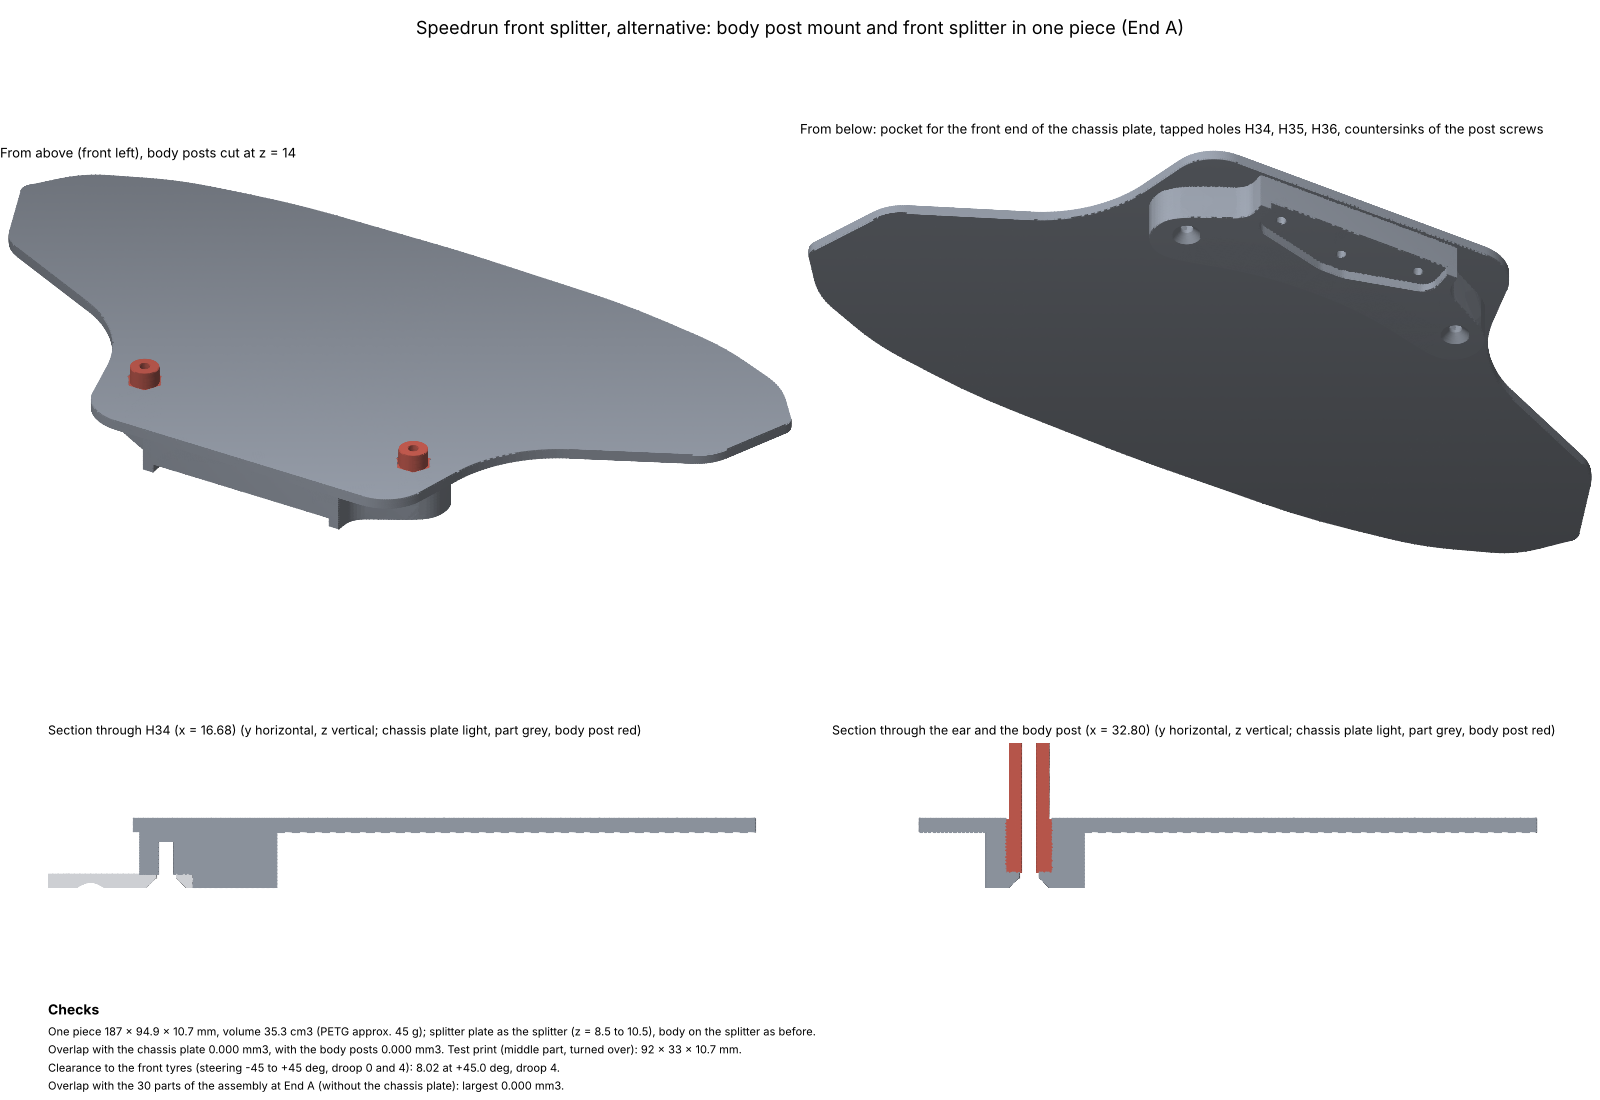 Speedrun front splitter, alternative: body post mount and front splitter in one piece (End A)
From above (front left), body posts cut at z = 14
From below: pocket for the front end of the chassis plate, tapped holes H34, H35, H36, countersinks of the post screws
Section through H34 (x = 16.68) (y horizontal, z vertical; chassis plate light, part grey, body post red)
Section through the ear and the body post (x = 32.80) (y horizontal, z vertical; chassis plate light, part grey, body post red)
Checks
One piece 187 × 94.9 × 10.7 mm, volume 35.3 cm3 (PETG approx. 45 g); splitter plate as the splitter (z = 8.5 to 10.5), body on the splitter as before.
Overlap with the chassis plate 0.000 mm3, with the body posts 0.000 mm3. Test print (middle part, turned over): 92 × 33 × 10.7 mm.
Clearance to the front tyres (steering -45 to +45 deg, droop 0 and 4): 8.02 at +45.0 deg, droop 4.
Overlap with the 30 parts of the assembly at End A (without the chassis plate): largest 0.000 mm3.